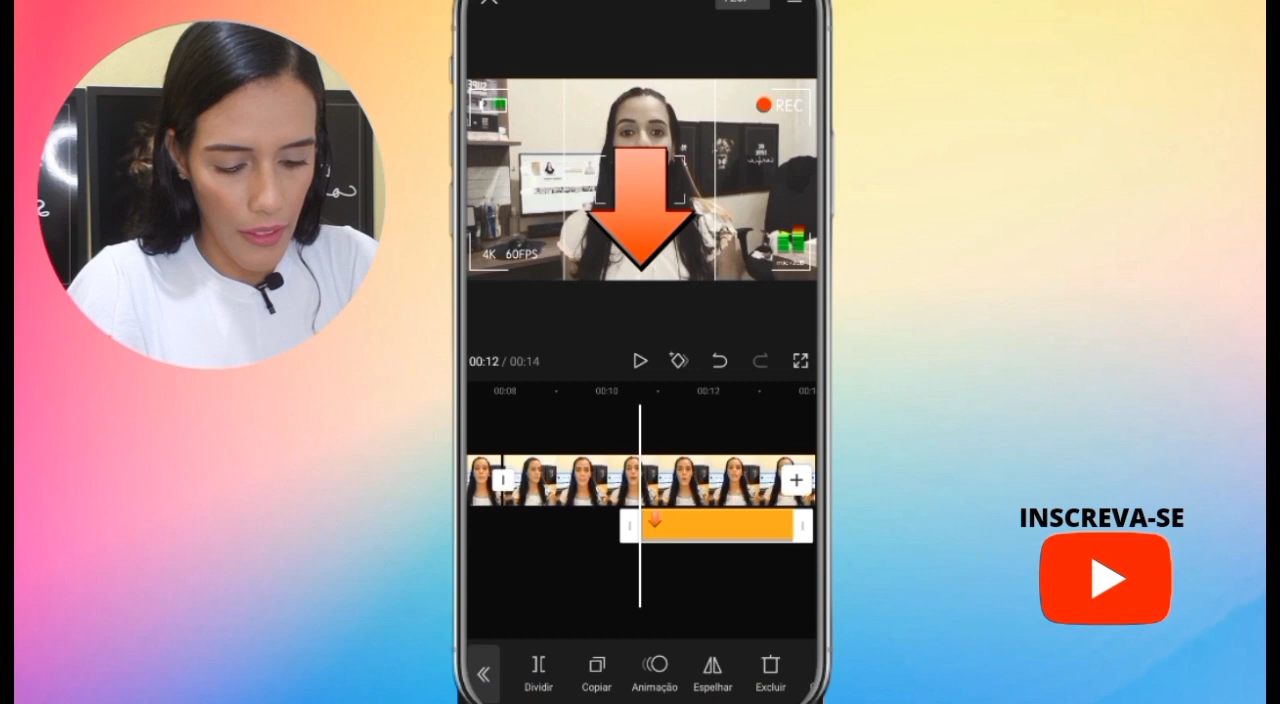 REC
4K 60FPS
00:12 / 00:14
00:08
00:10
00:12
INSCREVA-SE
Dividir
Copiar
Animação
Espelhar
Excluir